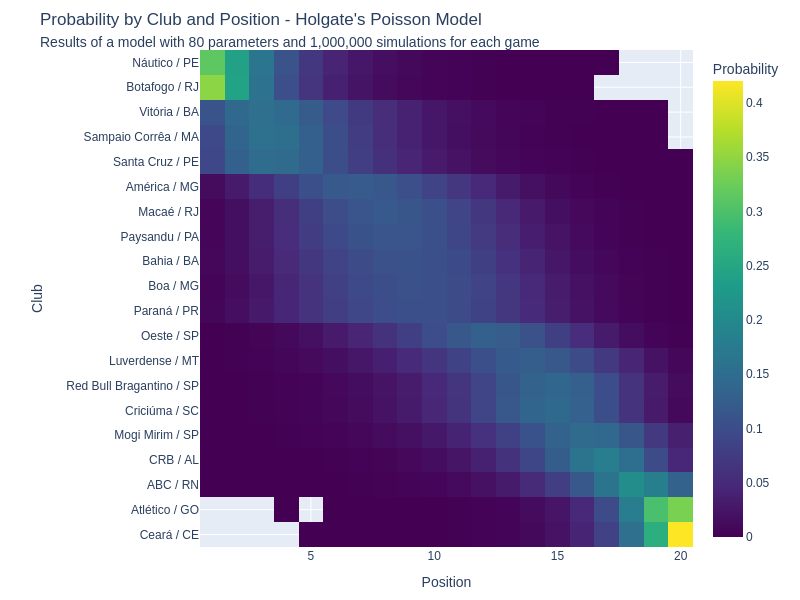 Probability by Club and Position - Holgate's Poisson Model
Results of a model with 80 parameters and 1,000,000 simulations for each game
Probability
Club
Náutico / PE
Botafogo / RJ
Vitória / BA
Sampaio Corrêa / MA
Santa Cruz / PE
América / MG
Macaé / RJ
Paysandu / PA
Bahia / BA
Boa / MG
Paraná / PR
Oeste / SP
Luverdense / MT
Red Bull Bragantino / SP
Criciúma / SC
Mogi Mirim / SP
CRB / AL
ABC / RN
Atlético / GO
Ceará / CE
0.4
0.35
0.3
0.25
0.2
0.15
0.1
0.05
0
5
10
15
20
Position